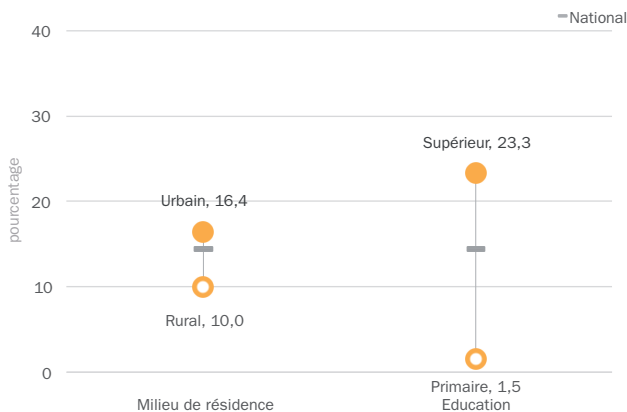 National
40
30
20
10
0
pourcentage
Urbain, 16,4
Rural, 10,0
Supérieur, 23,3
Primaire, 1,5
Milieu de résidence
Education